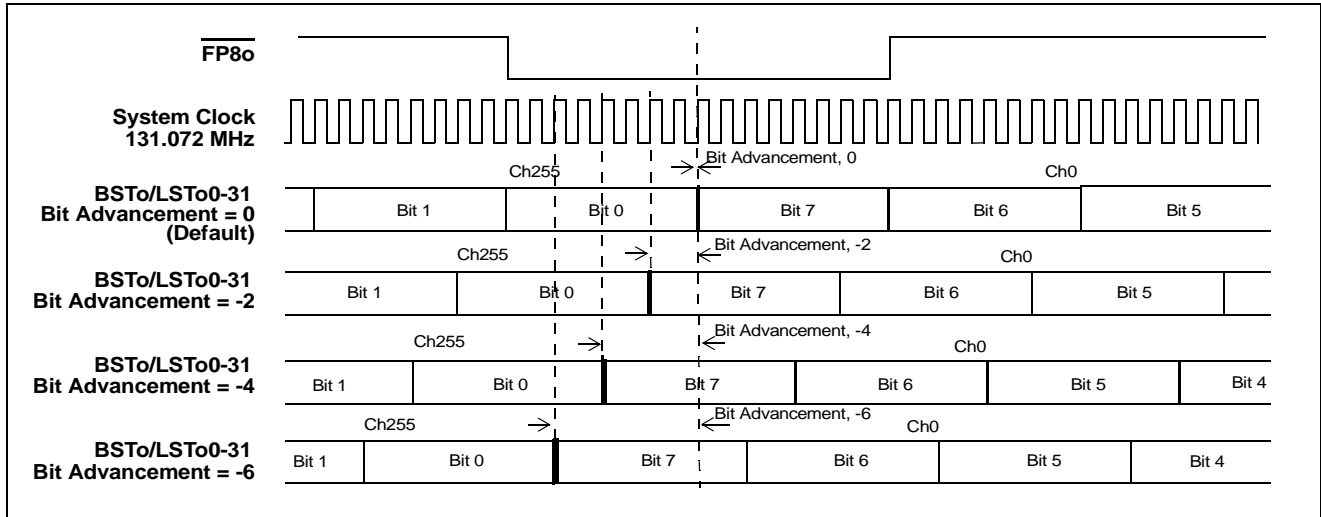 FP8o
System Clock
131.072 MHz
Bit Advancement, 0
Ch255 Ch0
BSTo/LSTo0-31
Bit Advancement = 0
(Default)
Bit 1 Bit 0 Bit 7 Bit 6 Bit 5
Ch255 Bit Advancement, -2 Ch0
BSTo/LSTo0-31
Bit Advancement = -2
Bit 1 Bit 0 Bit 7 Bit 6 Bit 5
Ch255 Bit Advancement, -4 Ch0
BSTo/LSTo0-31
Bit Advancement = -4
Bit 1 Bit 0 Bit 7 Bit 6 Bit 5 Bit 4
Ch255 Bit Advancement, -6 Ch0
BSTo/LSTo0-31
Bit Advancement = -6
Bit 1 Bit 0 Bit 7 Bit 6 Bit 5 Bit 4